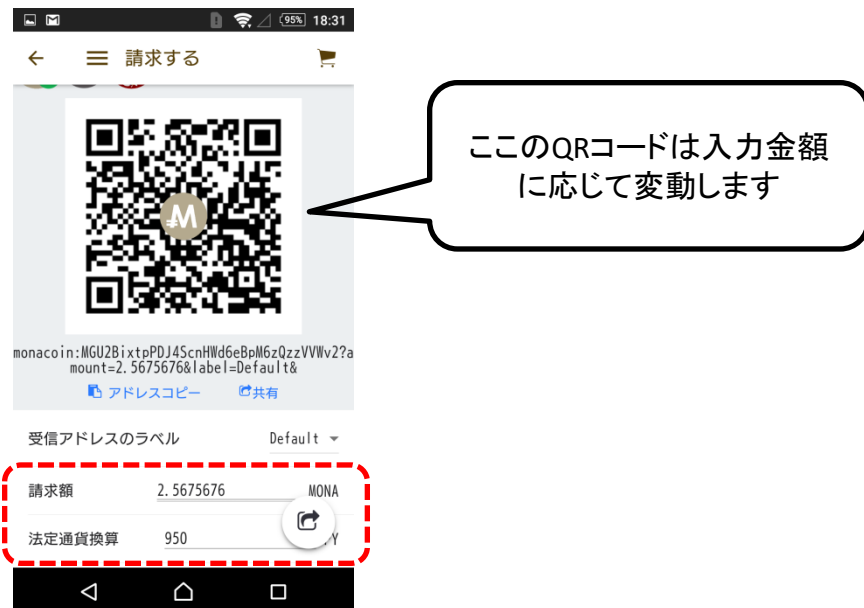 95% 18:31
請求する
ここのQRコードは入力金額
に応じて変動します
monacoin:MGU2BixtpPDJ4ScnHWd6eBpM6zQzzVVWv2?a
mount=2.5675676&label=Default&
アドレスコピー 共有
受信アドレスのラベル Default
請求額 2.5675676 MONA
法定通貨換算 950 Y